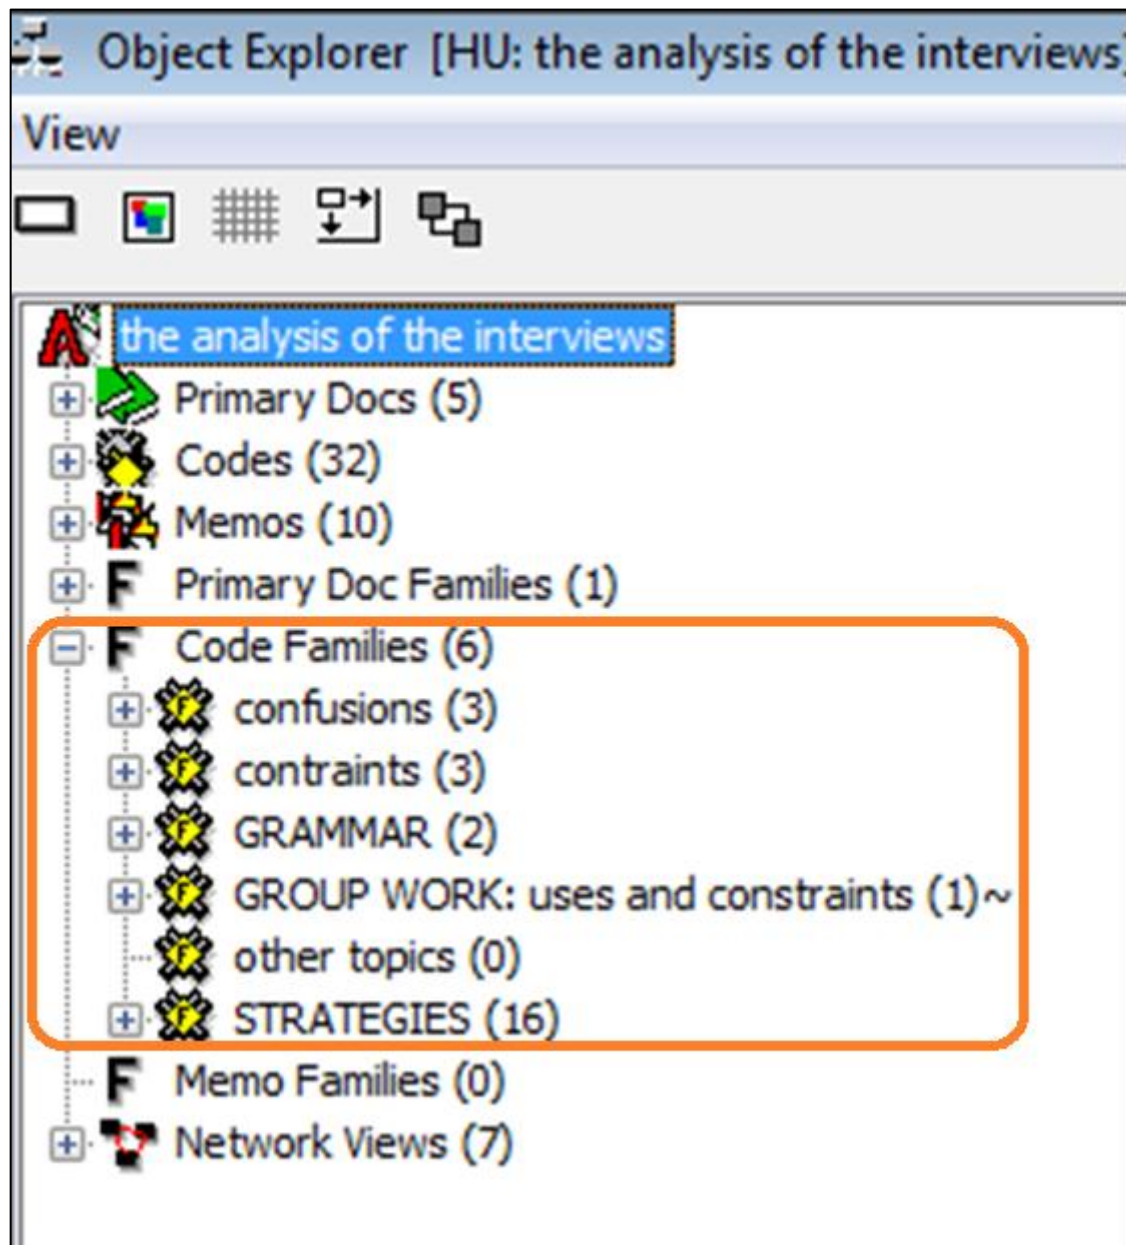 Object Explorer [HU: the analysis of the interviews]
View
the analysis of the interviews
Primary Docs (5)
Codes (32)
Memos (10)
F Primary Doc Families (1)
F Code Families (6)
F confusions (3)
F contraints (3)
F GRAMMAR (2)
F GROUP WORK: uses and constraints (1)~
F other topics (0)
F STRATEGIES (16)
F Memo Families (0)
Network Views (7)